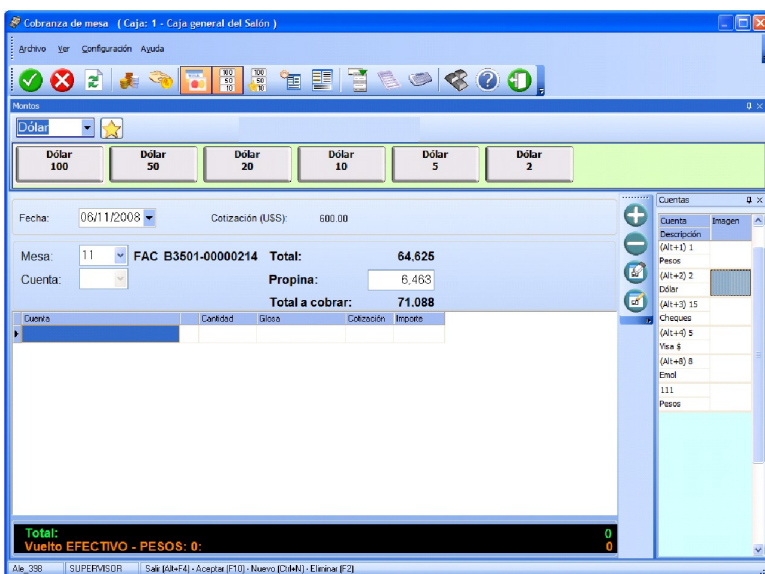 Cobranza de mesa ( Caja: 1 - Caja general del Salón )
Archivo Ver Configuración Ayuda
Montos
Dólar
Dólar Dólar Dólar Dólar Dólar Dólar
100 50 20 10 5 2
Fecha: 06/11/2008 Cotización (U$S): 600.00
Mesa: 11 FAC B3501-00000214 Total: 64,625
Cuenta: Propina: 6,463
Total a cobrar: 71.088
Cuenta Cantidad Glosa Cotización Importe
Cuentas
Cuenta Imagen
Descripción
(Alt+1) 1
Pesos
(Alt+2) 2
Dólar
(Alt+3) 15
Cheques
(Alt+4) 5
Visa $
(Alt+8) 8
Emol
111
Pesos
Total: 0
Vuelto EFECTIVO - PESOS: 0: 0
Ale_398 SUPERVISOR Salir (Alt+F4) - Aceptar (F10) - Nuevo (Ctrl+N) - Eliminar (F2)